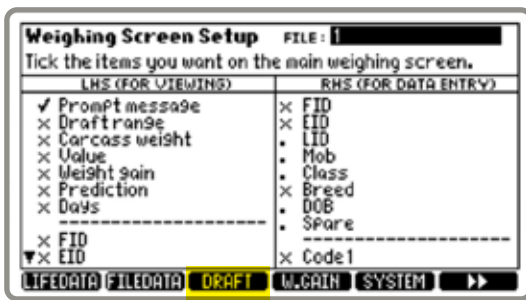 Weighing Screen Setup FILE: 1
Tick the items you want on the main weighing screen.
LHS (FOR VIEWING) RHS (FOR DATA ENTRY)
✓ Prompt message × FID
× Draft range × EID
× Carcass weight . LID
× Value . Mob
× Weight gain . Class
× Prediction × Breed
× Days . DOB
. Spare
× FID
▼× EID × Code1
LIFEDATA FILEDATA DRAFT W.GAIN SYSTEM ▶▶